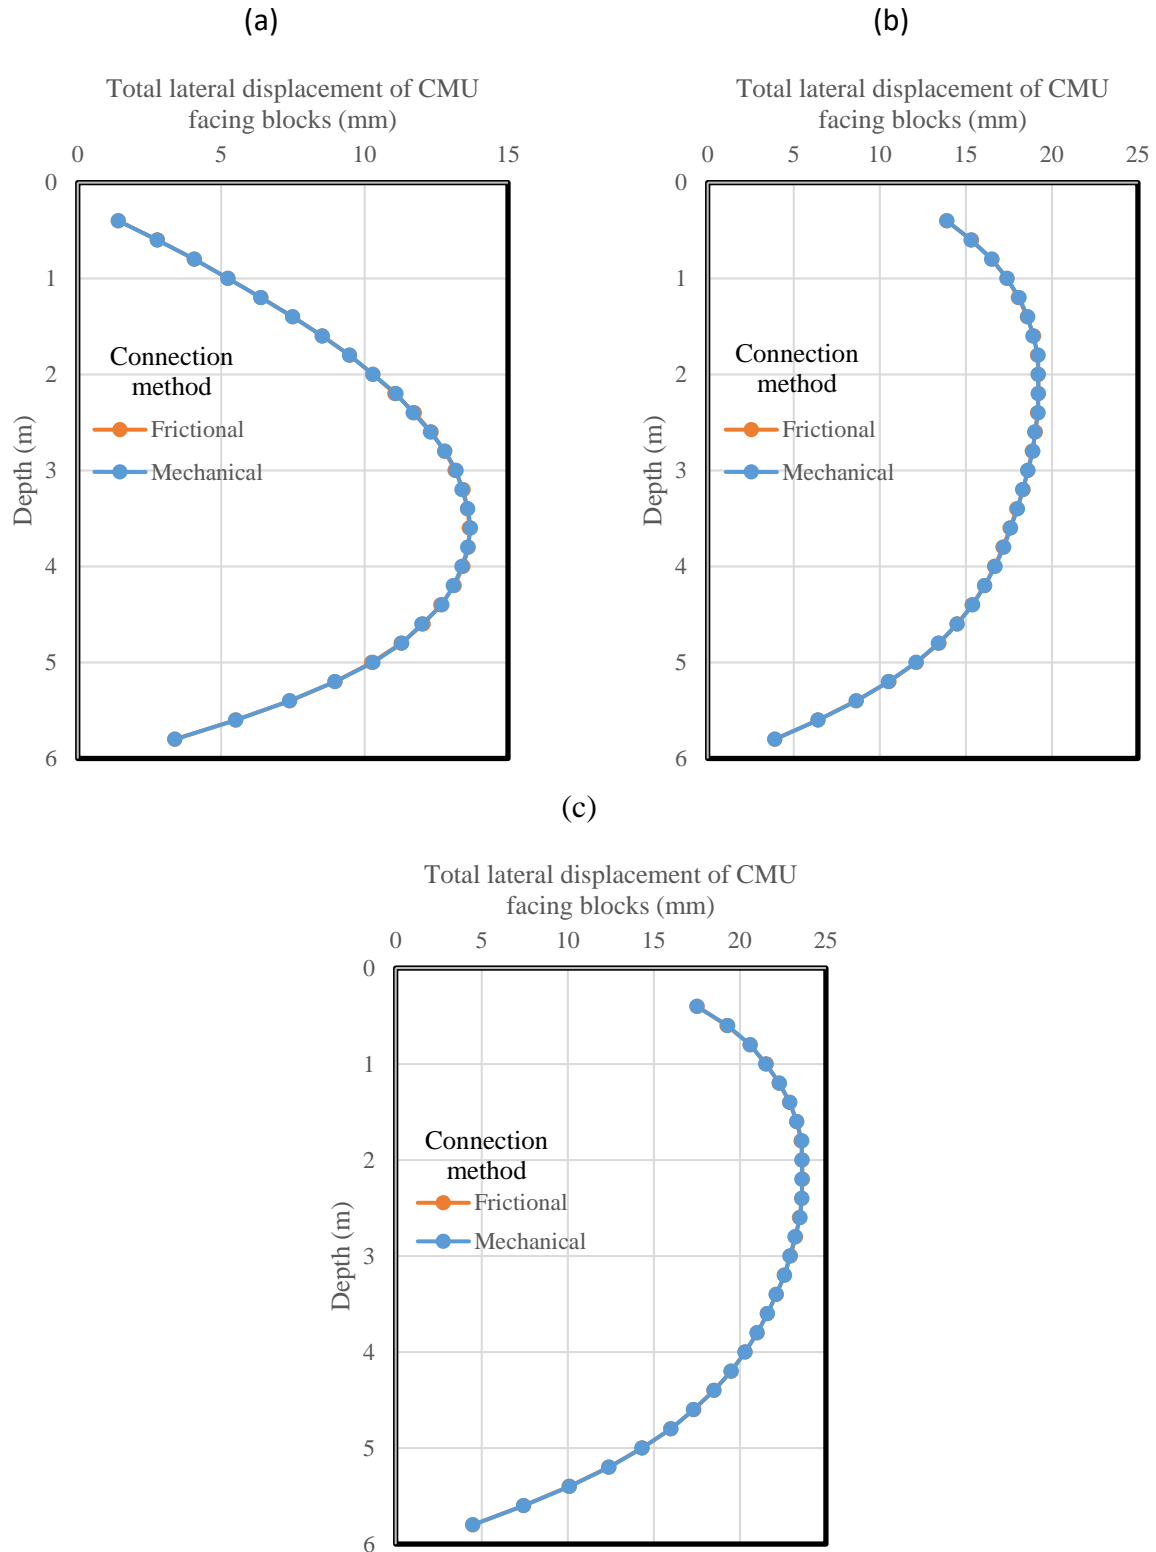 (a)
Total lateral displacement of CMU
facing blocks (mm)
0 5 10 15
0
1
2
3
4
5
6
Depth (m)
Connection
method
Frictional
Mechanical
(b)
Total lateral displacement of CMU
facing blocks (mm)
0 5 10 15 20 25
0
1
2
3
4
5
6
Depth (m)
Connection
method
Frictional
Mechanical
(c)
Total lateral displacement of CMU
facing blocks (mm)
0 5 10 15 20 25
0
1
2
3
4
5
6
Depth (m)
Connection
method
Frictional
Mechanical